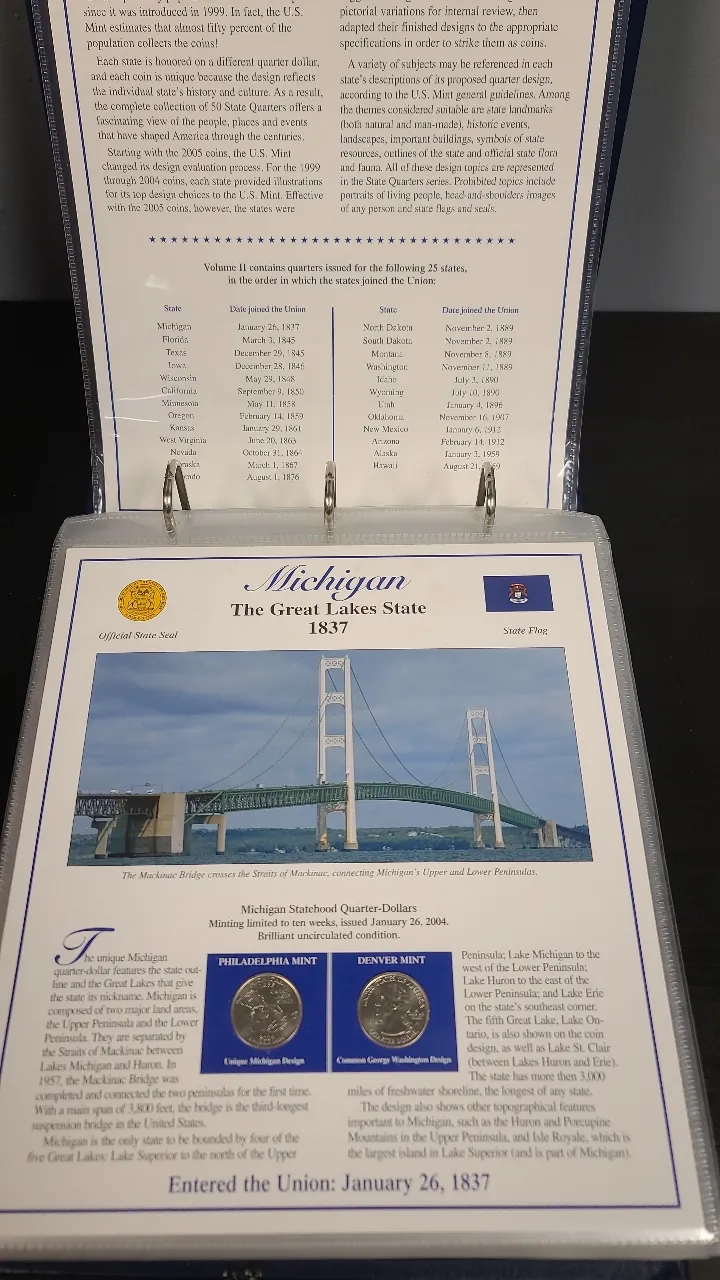 since it was introduced in 1999. In fact, the U.S.
Mint estimates that almost fifty percent of the
population collects the coins!
Each state is honored on a different quarter dollar,
and each coin is unique because the design reflects
the individual state's history and culture. As a result,
the complete collection of 50 State Quarters offers a
fascinating view of the people, places and events
that have shaped America through the centuries.
Starting with the 2005 coins, the U.S. Mint
changed its design evaluation process. For the 1999
through 2004 coins, each state provided illustrations
for its top design choices to the U.S. Mint. Effective
with the 2005 coins, however, the states were
pictorial variations for internal review, then
adapted their finished designs to the appropriate
specifications in order to strike them as coins.
A variety of subjects may be referenced in each
state's descriptions of its proposed quarter design,
according to the U.S. Mint general guidelines. Among
the themes considered suitable are state landmarks
(both natural and man-made), historic events,
landscapes, important buildings, symbols of state
resources, outlines of the state and official state flora
and fauna. All of these design topics are represented
in the State Quarters series. Prohibited topics include
portraits of living people, head-and-shoulders images
of any person and state flags and seals.
Volume II contains quarters issued for the following 25 states,
in the order in which the states joined the Union:
State Date joined the Union
Michigan January 26, 1837
Florida March 3, 1845
Texas December 29, 1845
Iowa December 28, 1846
Wisconsin May 29, 1848
California September 9, 1850
Minnesota May 11, 1858
Oregon February 14, 1859
Kansas January 29, 1861
West Virginia June 20, 1863
Nevada October 31, 1864
raska March 1, 1867
rado August 1, 1876
State Date joined the Union
North Dakota November 2, 1889
South Dakota November 2, 1889
Montana November 8, 1889
Washington November 11, 1889
Idaho July 3, 1890
Wyoming July 10, 1890
Utah January 4, 1896
Oklahoma November 16, 1907
New Mexico January 6, 1912
Arizona February 14, 1912
Alaska January 3, 1959
Hawaii August 21, 59
Michigan
The Great Lakes State
1837
Official State Seal
State Flag
The Mackinac Bridge crosses the Straits of Mackinac, connecting Michigan's Upper and Lower Peninsulas.
Michigan Statehood Quarter-Dollars
Minting limited to ten weeks, issued January 26, 2004.
Brilliant uncirculated condition.
The unique Michigan
quarter-dollar features the state out-
line and the Great Lakes that give
the state its nickname. Michigan is
composed of two major land areas,
the Upper Peninsula and the Lower
Peninsula. They are separated by
the Straits of Mackinac between
Lakes Michigan and Huron. In
1957, the Mackinac Bridge was
completed and connected the two peninsulas for the first time.
With a main span of 3,800 feet, the bridge is the third-longest
suspension bridge in the United States.
Michigan is the only state to be bounded by four of the
five Great Lakes: Lake Superior to the north of the Upper
PHILADELPHIA MINT
Unique Michigan Design
DENVER MINT
Common George Washington Design
Peninsula; Lake Michigan to the
west of the Lower Peninsula;
Lake Huron to the east of the
Lower Peninsula; and Lake Erie
on the state's southeast corner.
The fifth Great Lake, Lake On-
tario, is also shown on the coin
design, as well as Lake St. Clair
(between Lakes Huron and Erie).
The state has more then 3,000
miles of freshwater shoreline, the longest of any state.
The design also shows other topographical features
important to Michigan, such as the Huron and Porcupine
Mountains in the Upper Peninsula, and Isle Royale, which is
the largest island in Lake Superior (and is part of Michigan).
Entered the Union: January 26, 1837